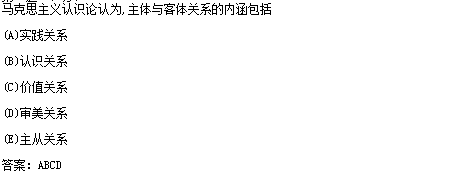 马克思主义认识论认为,主体与客体关系的内涵包括
(A)实践关系
(B)认识关系
(C)价值关系
(D)审美关系
(E)主从关系
答案: ABCD